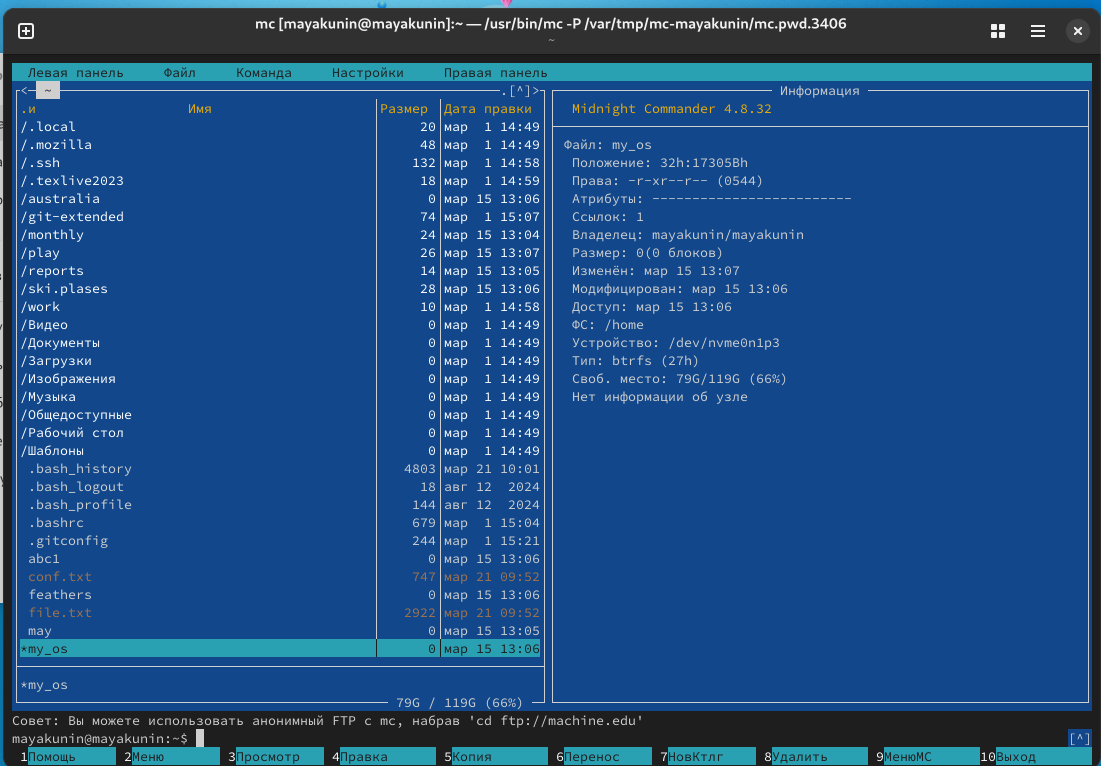 mc [mayakunin@mayakunin]:~ — /usr/bin/mc -P /var/tmp/mc-mayakunin/mc.pwd.3406
~
Левая панель Файл Команда Настройки Правая панель
<─ ~ .[^]>
.и Имя Размер Дата правки
/.local 20 мар 1 14:49
/.mozilla 48 мар 1 14:49
/.ssh 132 мар 1 14:58
/.texlive2023 18 мар 1 14:59
/australia 0 мар 15 13:06
/git-extended 74 мар 1 15:07
/monthly 24 мар 15 13:04
/play 26 мар 15 13:07
/reports 14 мар 15 13:05
/ski.plases 28 мар 15 13:06
/work 10 мар 1 14:58
/Видео 0 мар 1 14:49
/Документы 0 мар 1 14:49
/Загрузки 0 мар 1 14:49
/Изображения 0 мар 1 14:49
/Музыка 0 мар 1 14:49
/Общедоступные 0 мар 1 14:49
/Рабочий стол 0 мар 1 14:49
/Шаблоны 0 мар 1 14:49
.bash_history 4803 мар 21 10:01
.bash_logout 18 авг 12 2024
.bash_profile 144 авг 12 2024
.bashrc 679 мар 1 15:04
.gitconfig 244 мар 1 15:21
abc1 0 мар 15 13:06
conf.txt 747 мар 21 09:52
feathers 0 мар 15 13:06
file.txt 2922 мар 21 09:52
may 0 мар 15 13:05
*my_os 0 мар 15 13:06
*my_os
79G / 119G (66%)
Информация
Midnight Commander 4.8.32
Файл: my_os
Положение: 32h:17305Bh
Права: -r-xr--r-- (0544)
Атрибуты: -------------------------
Ссылок: 1
Владелец: mayakunin/mayakunin
Размер: 0(0 блоков)
Изменён: мар 15 13:07
Модифицирован: мар 15 13:06
Доступ: мар 15 13:06
ФС: /home
Устройство: /dev/nvme0n1p3
Тип: btrfs (27h)
Своб. место: 79G/119G (66%)
Нет информации об узле
Совет: Вы можете использовать анонимный FTP с mc, набрав 'cd ftp://machine.edu'
mayakunin@mayakunin:~$ [^]
1Помощь 2Меню 3Просмотр 4Правка 5Копия 6Перенос 7НовКтлг 8Удалить 9МенюМС 10Выход